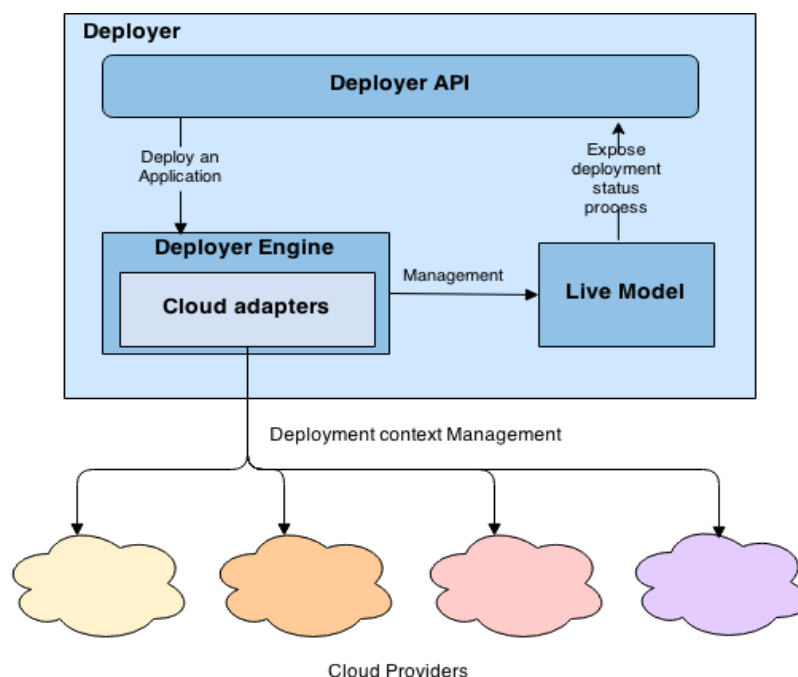 Deployer
Deployer API
Deploy an
Application
Expose
deployment
status
process
Deployer Engine
Cloud adapters
Management
Live Model
Deployment context Management
Cloud Providers